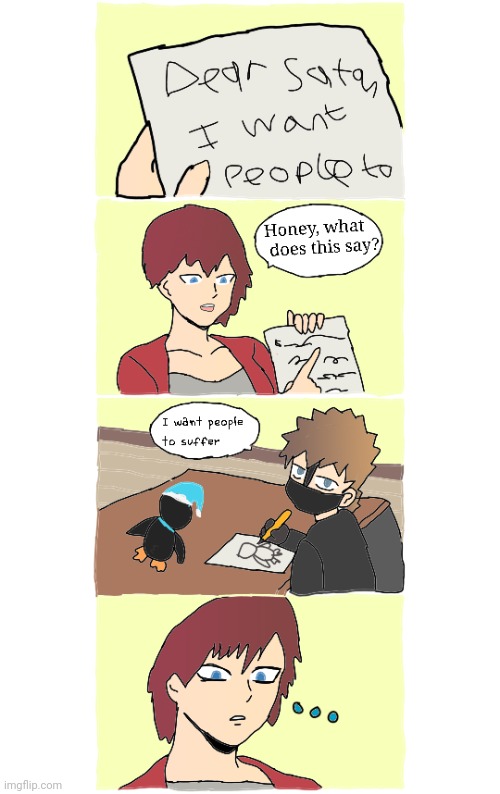 Dear Satan,
I want
people to
Honey, what
does this say?
I want people
to suffer
imgflip.com